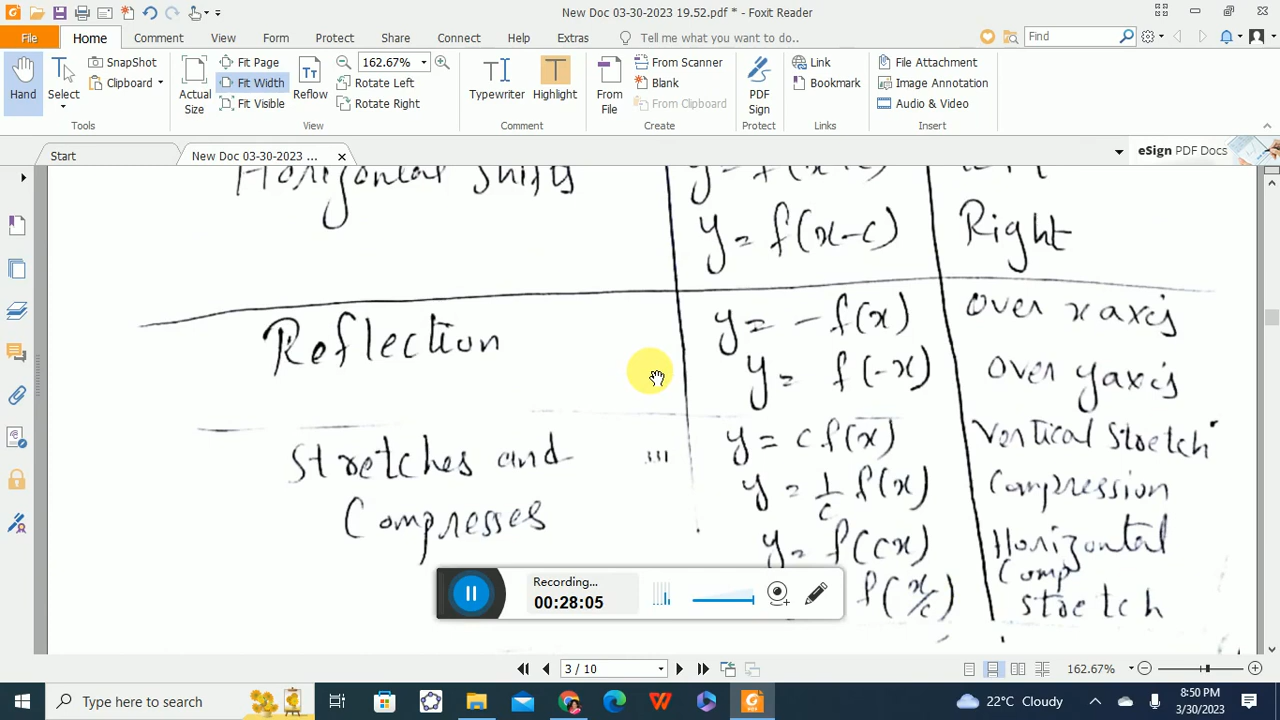 New Doc 03-30-2023 19.52.pdf * - Foxit Reader
File Home Comment View Form Protect Share Connect Help Extras Tell me what you want to do.. Find
Hand Select SnapShot Clipboard Actual Size Fit Page Fit Width Fit Visible Reflow 162.67% Rotate Left Rotate Right Typewriter Highlight From File From Scanner Blank From Clipboard PDF Sign Link Bookmark File Attachment Image Annotation Audio & Video
Tools View Comment Create Protect Links Insert
Start New Doc 03-30-2023 ... eSign PDF Docs
Horizontal Shifts
y = f(x-c) Right
Reflection y = -f(x) over x axis
y = f(-x) over y axis
Stretches and Compresses y = c f(x) Vertical Stretch
y = 1/c f(x) Compression
y = f(cx) Horizontal Comp
f(x/c) stretch
Recording...
00:28:05
3 / 10 162.67%
Type here to search 22°C Cloudy 8:50 PM
3/30/2023